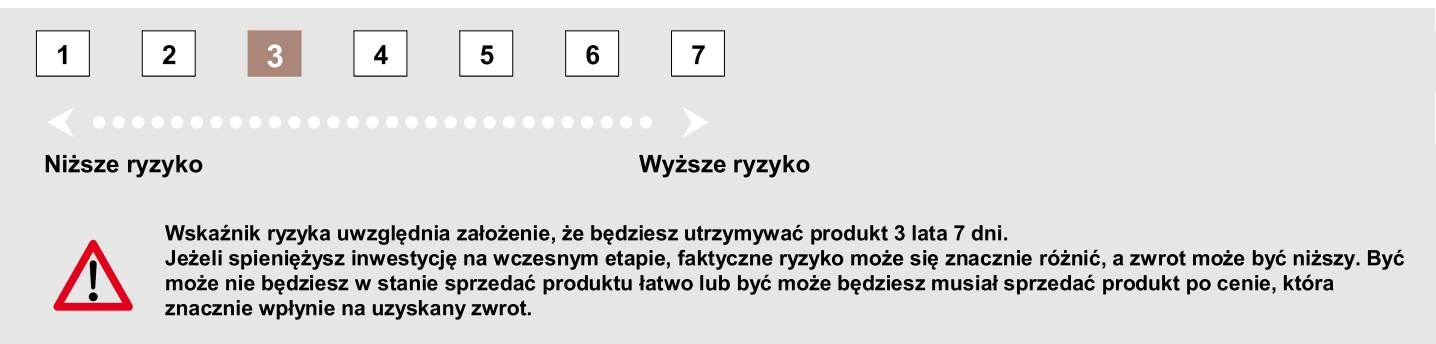 1 2 3 4 5 6 7
Niższe ryzyko Wyższe ryzyko
Wskaźnik ryzyka uwzględnia założenie, że będziesz utrzymywać produkt 3 lata 7 dni.
Jeżeli spieniężysz inwestycję na wczesnym etapie, faktyczne ryzyko może się znacznie różnić, a zwrot może być niższy. Być
może nie będziesz w stanie sprzedać produktu łatwo lub być może będziesz musiał sprzedać produkt po cenie, która
znacznie wpłynie na uzyskany zwrot.